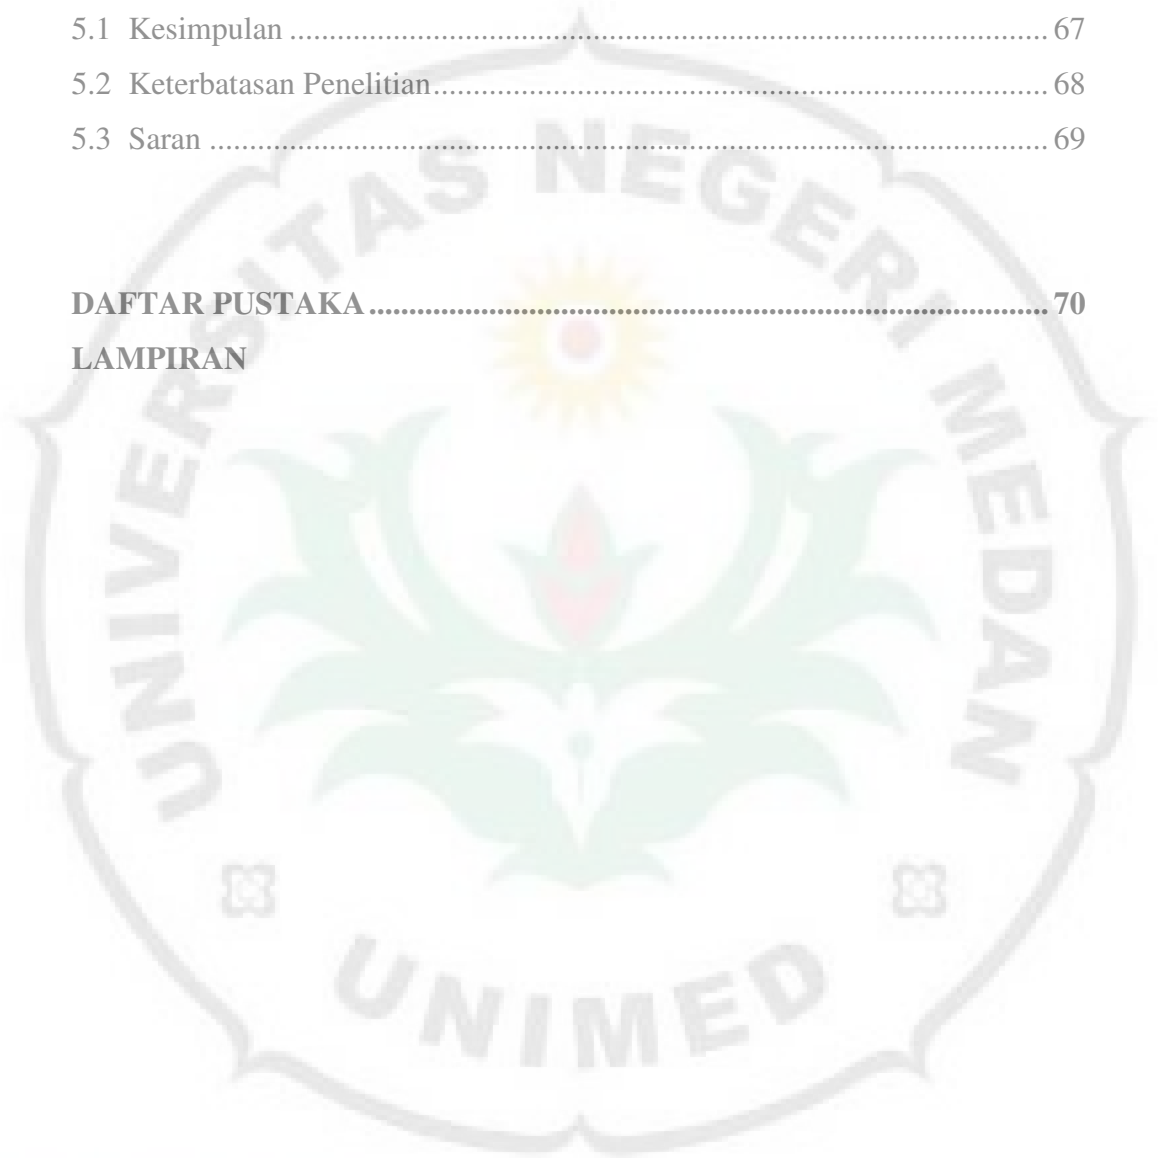 5.1 Kesimpulan ............................................................................................... 67
5.2 Keterbatasan Penelitian............................................................................. 68
5.3 Saran ......................................................................................................... 69
UNIVERSITAS NEGERI MEDAN
DAFTAR PUSTAKA ..................................................................................... 70
LAMPIRAN
UNIMED